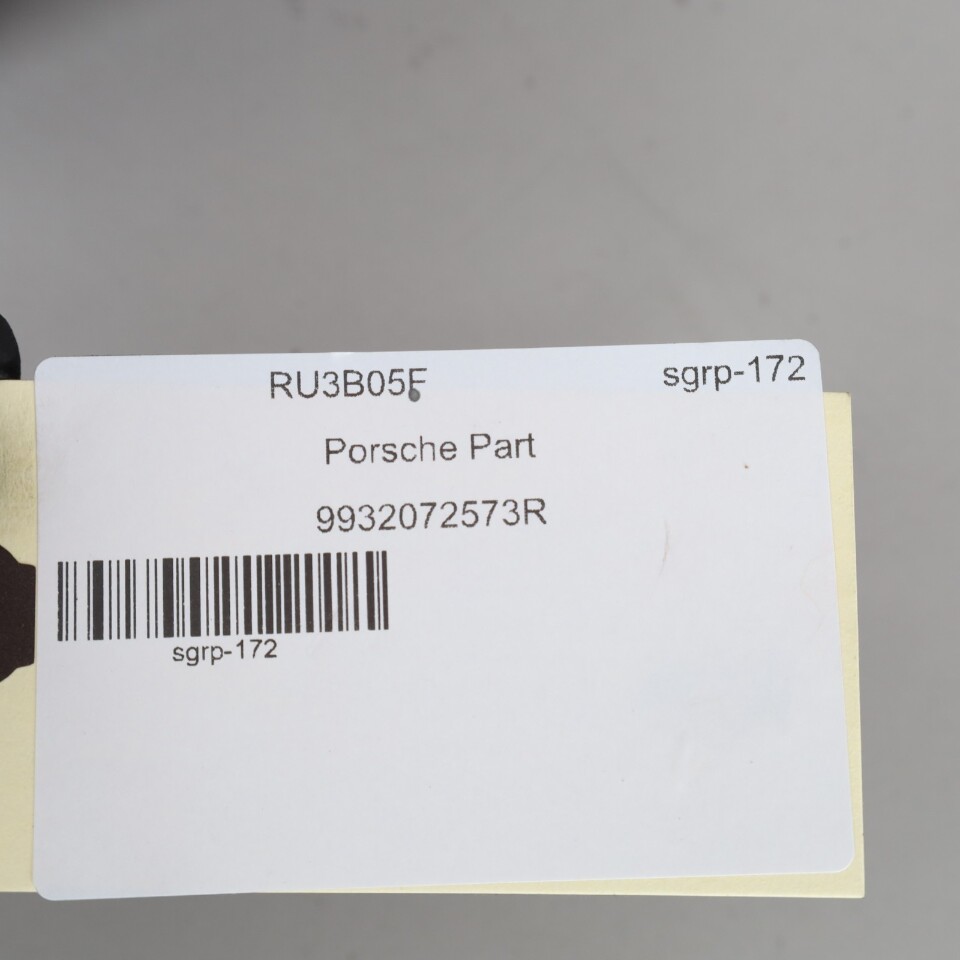 RU3B05F sgrp-172
Porsche Part
9932072573R
sgrp-172